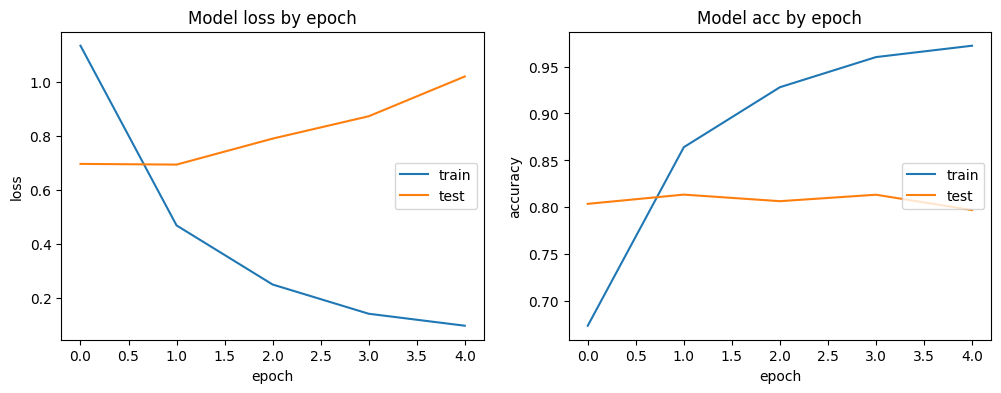 Model loss by epoch
1.0
0.8
0.6
0.4
0.2
loss
0.0 0.5 1.0 1.5 2.0 2.5 3.0 3.5 4.0
epoch
train
test
Model acc by epoch
0.95
0.90
0.85
0.80
0.75
0.70
accuracy
0.0 0.5 1.0 1.5 2.0 2.5 3.0 3.5 4.0
epoch
train
test